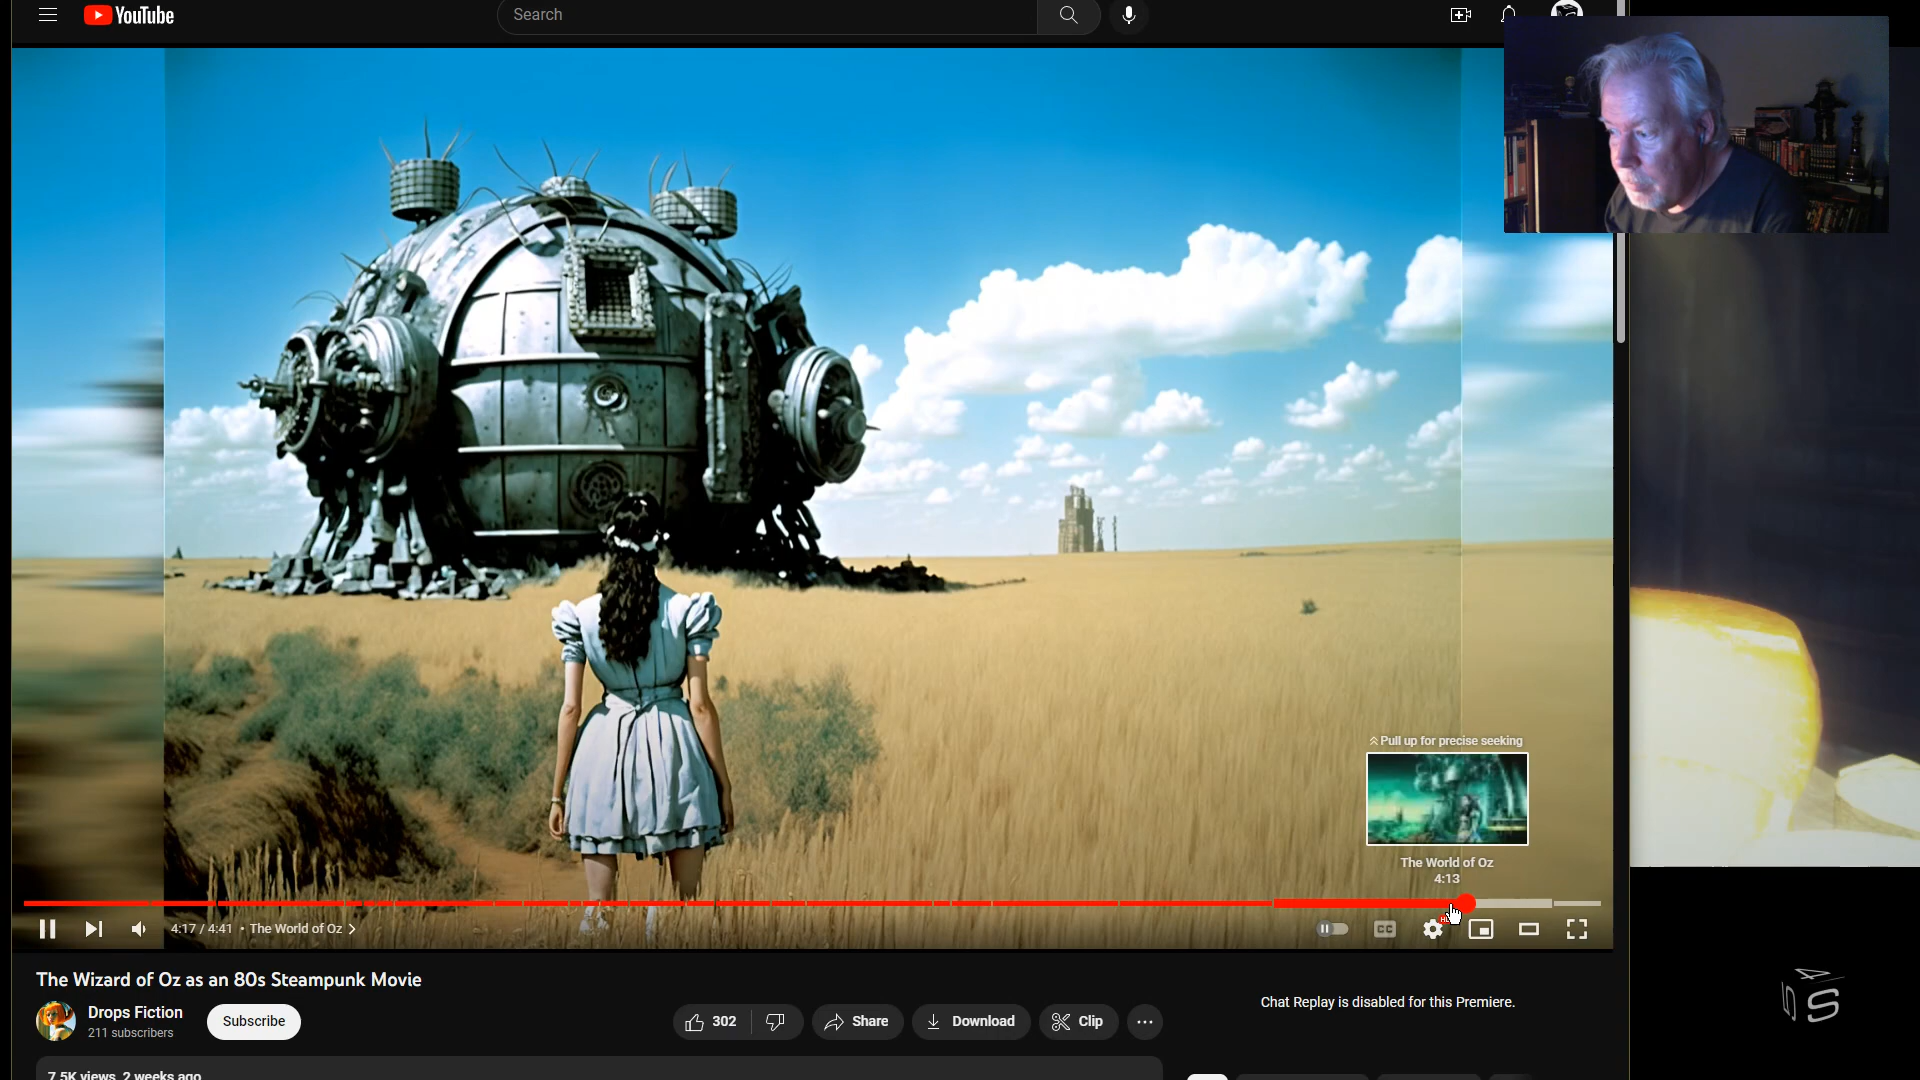 YouTube
Search
Pull up for precise seeking
The World of Oz
4:13
4:17 / 4:41 • The World of Oz
CC
HD
The Wizard of Oz as an 80s Steampunk Movie
Drops Fiction
211 subscribers
Subscribe
302
Share
Download
Clip
Chat Replay is disabled for this Premiere.
7.5K views 2 weeks ago